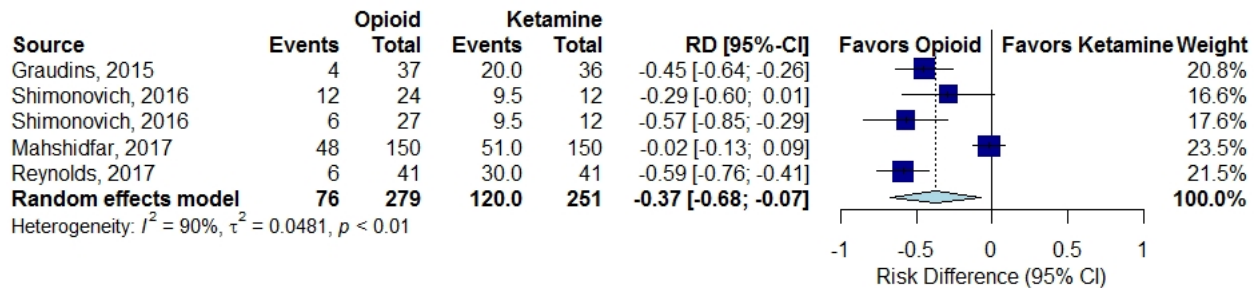 Opioid Ketamine
Source Events Total Events Total RD [95%-CI] Favors Opioid Favors Ketamine Weight
Graudins, 2015 4 37 20.0 36 -0.45 [-0.64; -0.26] 20.8%
Shimonovich, 2016 12 24 9.5 12 -0.29 [-0.60; 0.01] 16.6%
Shimonovich, 2016 6 27 9.5 12 -0.57 [-0.85; -0.29] 17.6%
Mahshidfar, 2017 48 150 51.0 150 -0.02 [-0.13; 0.09] 23.5%
Reynolds, 2017 6 41 30.0 41 -0.59 [-0.76; -0.41] 21.5%
Random effects model 76 279 120.0 251 -0.37 [-0.68; -0.07] 100.0%
Heterogeneity: I² = 90%, τ² = 0.0481, p < 0.01
-1 -0.5 0 0.5 1
Risk Difference (95% CI)